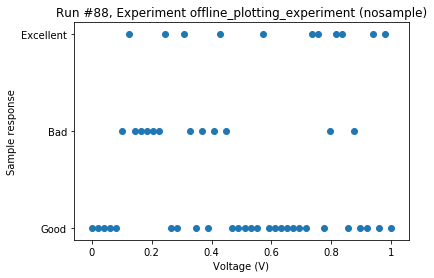 Run #88, Experiment offline_plotting_experiment (nosample)
Excellent
Bad
Good
Sample response
0 0.2 0.4 0.6 0.8 1
Voltage (V)